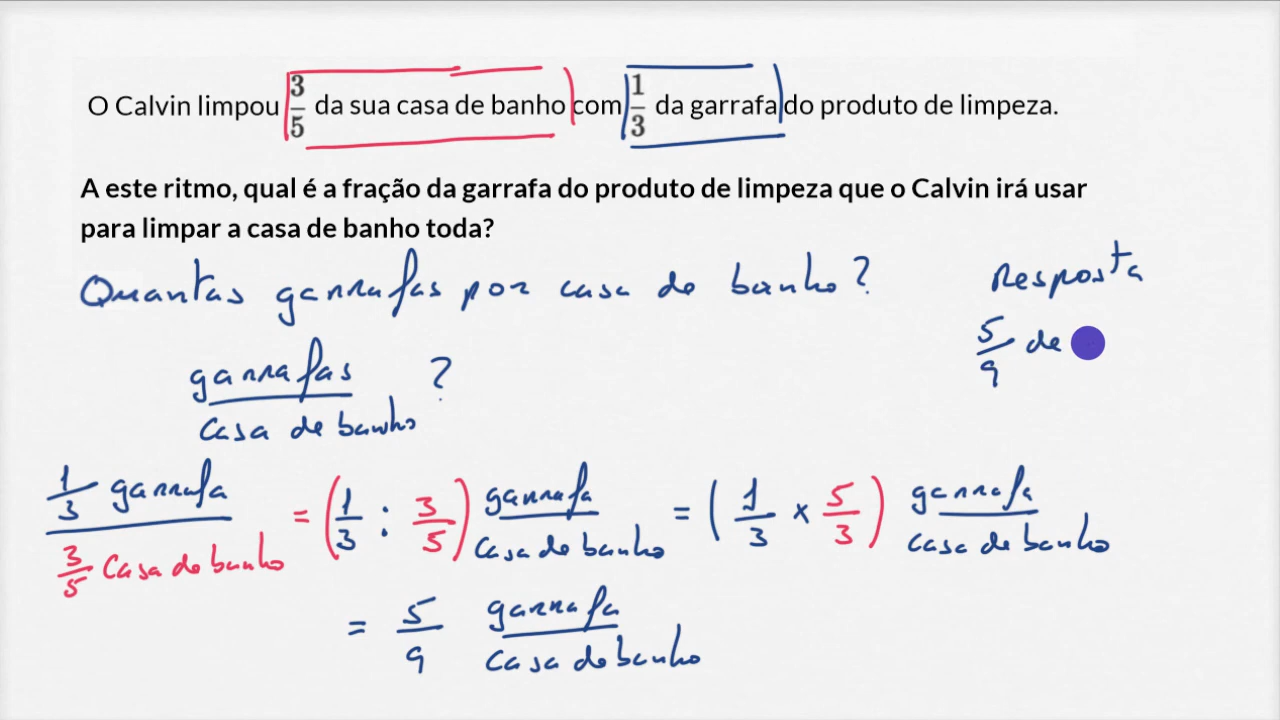 O Calvin limpou 3/5 da sua casa de banho com 1/3 da garrafa do produto de limpeza.
A este ritmo, qual é a fração da garrafa do produto de limpeza que o Calvin irá usar
para limpar a casa de banho toda?
Quantas garrafas por casa de banho?
Resposta
5/9 de
garrafas / casa de banho ?
1/3 garrafa / 3/5 casa de banho = (1/3 : 3/5) garrafa / casa de banho = (1/3 × 5/3) garrafa / casa de banho
= 5/9 garrafa / casa de banho